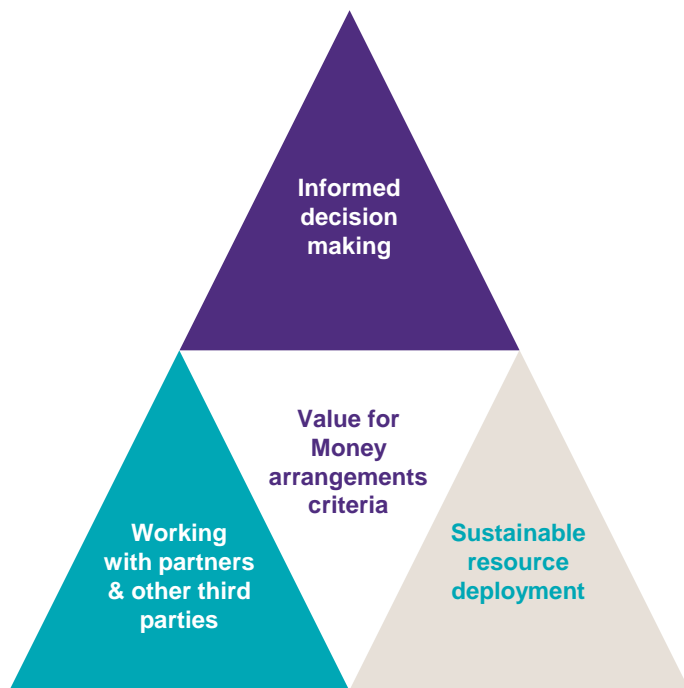 Informed
decision
making
Value for
Money
arrangements
criteria
Working
with partners
& other third
parties
Sustainable
resource
deployment